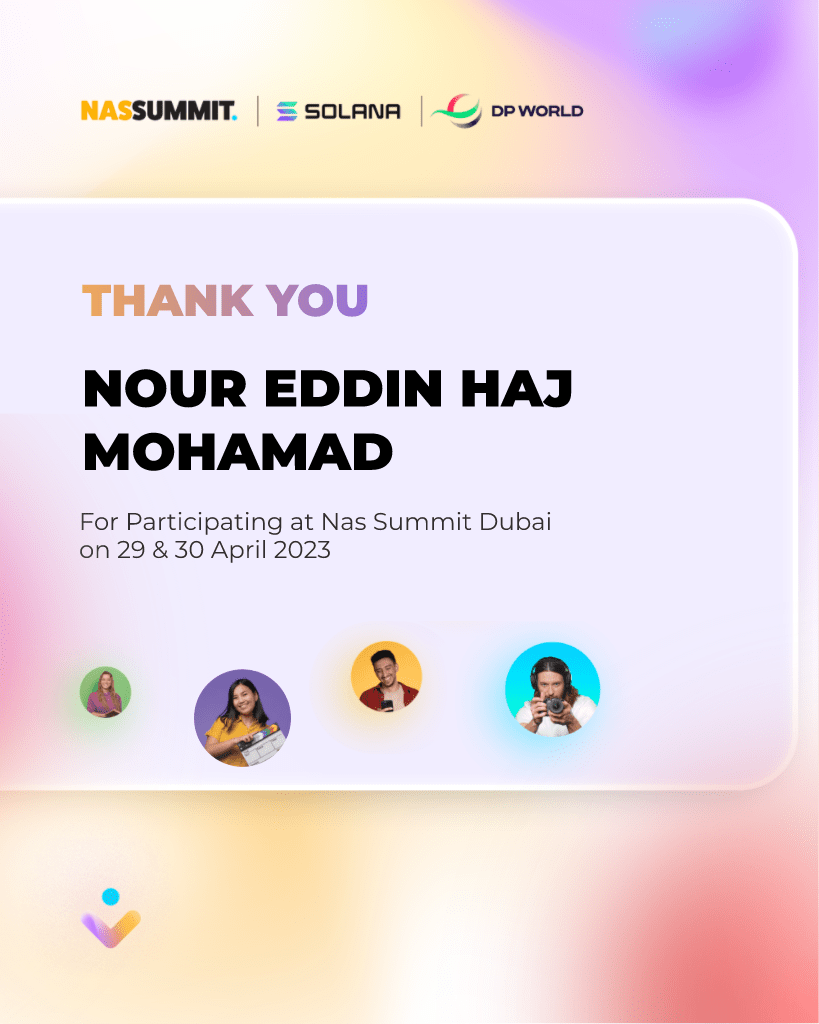 NASSUMMIT. | SOLANA | DP WORLD
THANK YOU
NOUR EDDIN HAJ
MOHAMAD
For Participating at Nas Summit Dubai
on 29 & 30 April 2023